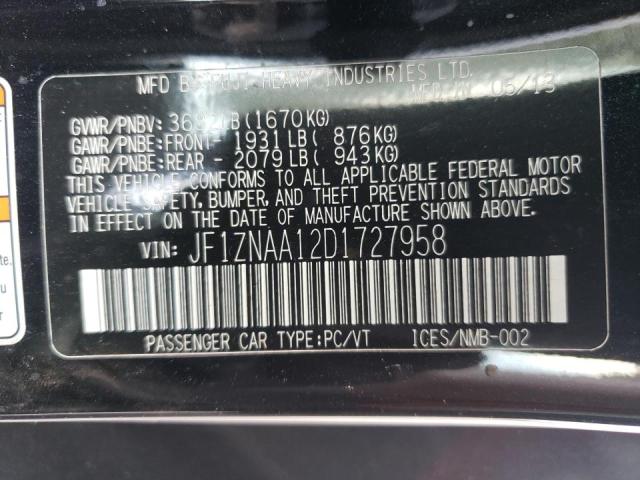 MFD BY FUJI HEAVY INDUSTRIES LTD.
05/13
GVWR/PNBV: 3682LB(1670KG)
GAWR/PNBE:FRONT- 1931LB( 876KG)
GAWR/PNBE:REAR - 2079LB( 943KG)
THIS VEHICLE CONFORMS TO ALL APPLICABLE FEDERAL MOTOR
VEHICLE SAFETY, BUMPER, AND THEFT PREVENTION STANDARDS
IN EFFECT ON THE DATE OF MANUFACTURE SHOWN ABOVE.
VIN: JF1ZNAA12D1727958
PASSENGER CAR TYPE:PC/VT ICES/NMB-002